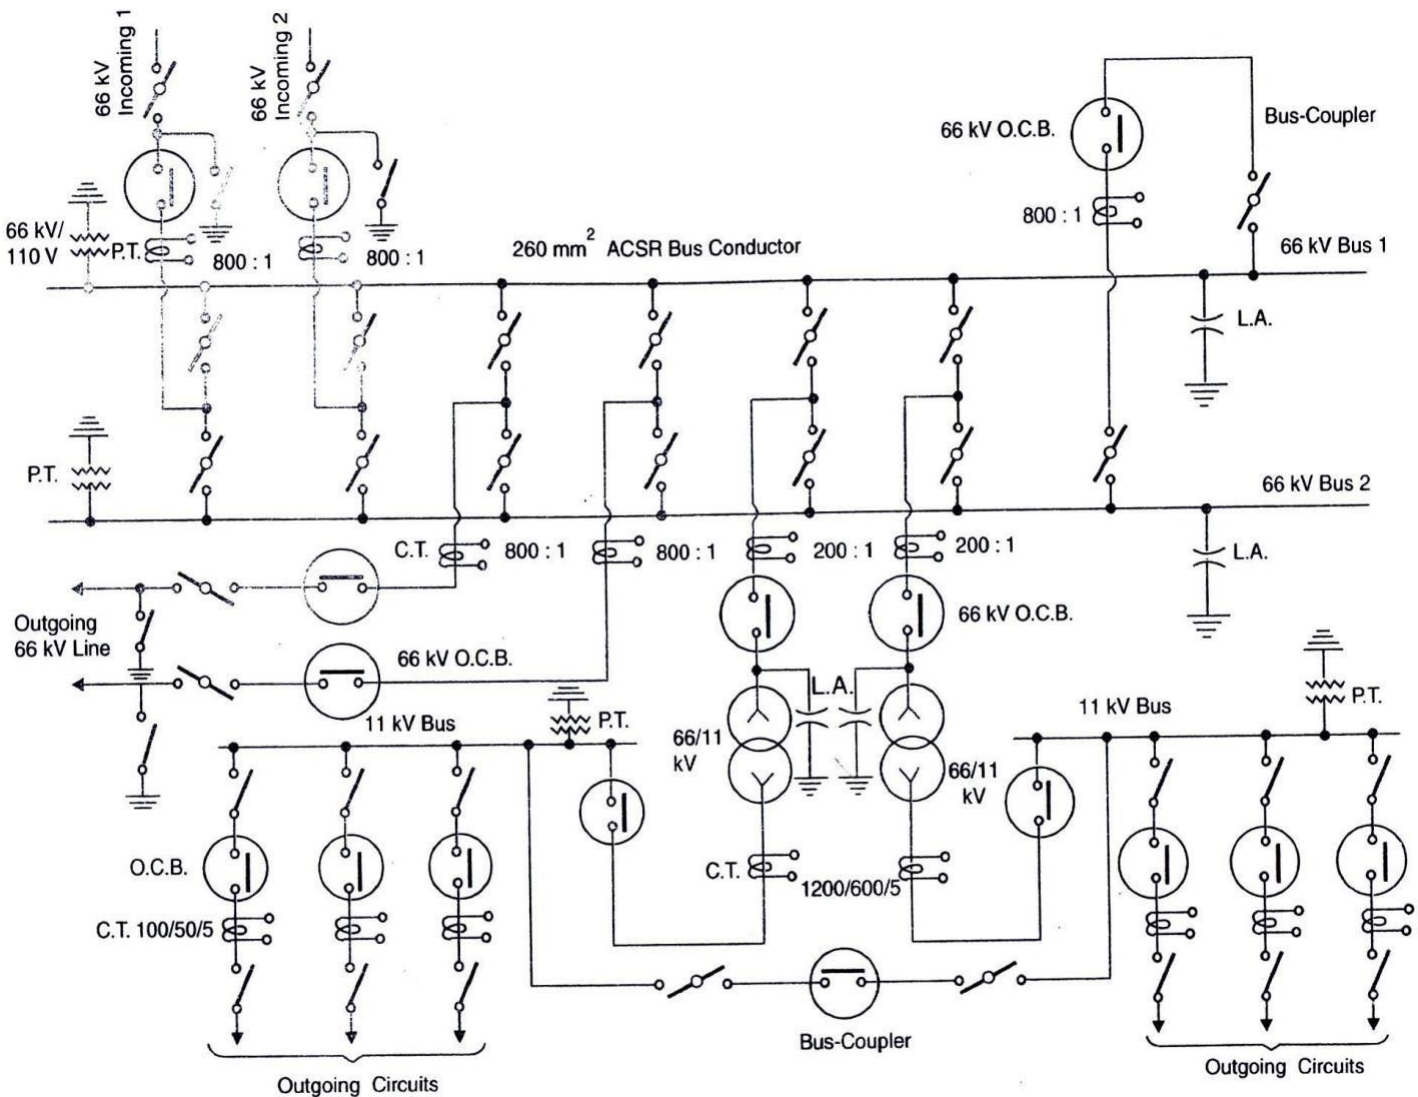 66 kV
Incoming 1
66 kV
Incoming 2
66 kV O.C.B.
Bus-Coupler
800 : 1
66 kV/
110 V
P.T.
800 : 1
800 : 1
260 mm2 ACSR Bus Conductor
66 kV Bus 1
L.A.
P.T.
66 kV Bus 2
C.T.
800 : 1
800 : 1
200 : 1
200 : 1
L.A.
Outgoing
66 kV Line
66 kV O.C.B.
66 kV O.C.B.
L.A.
11 kV Bus
P.T.
66/11
kV
66/11
kV
11 kV Bus
P.T.
O.C.B.
C.T.
1200/600/5
C.T. 100/50/5
Bus-Coupler
Outgoing Circuits
Outgoing Circuits